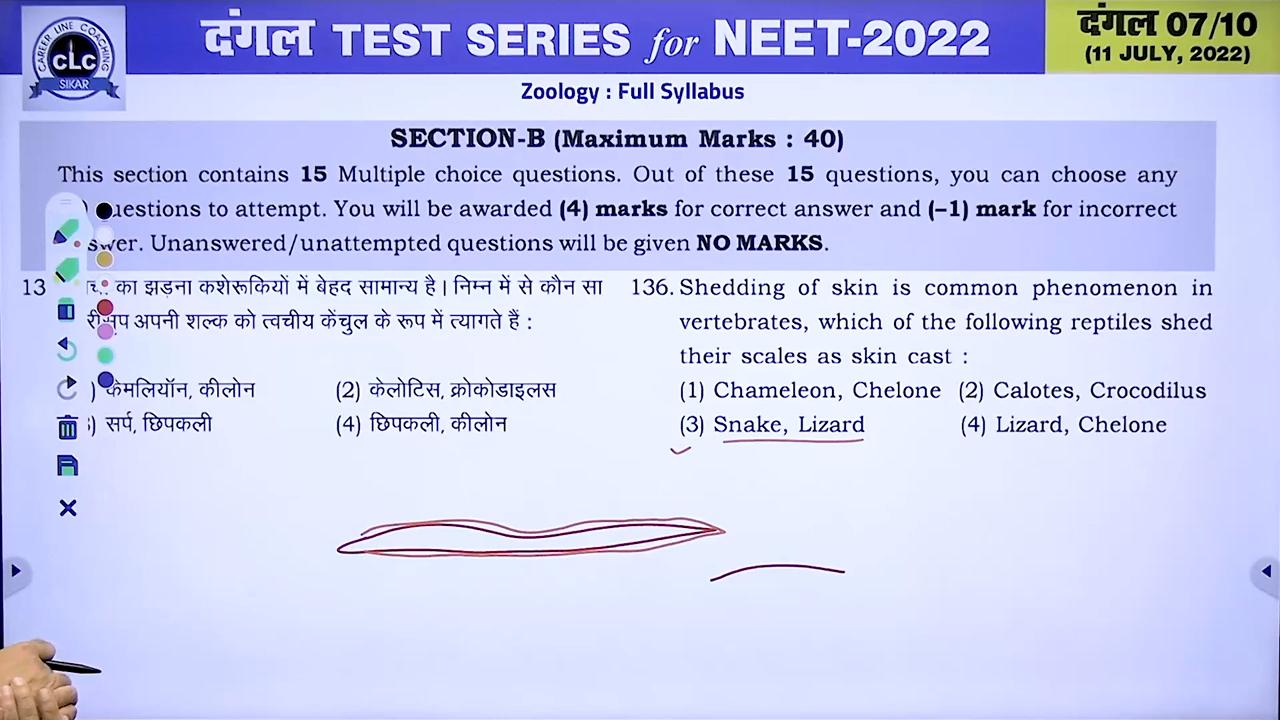 CAREER LINE COACHING
CLC
SIKAR
दंगल TEST SERIES for NEET-2022
दंगल 07/10
(11 JULY, 2022)
Zoology : Full Syllabus
SECTION-B (Maximum Marks : 40)
This section contains 15 Multiple choice questions. Out of these 15 questions, you can choose any
questions to attempt. You will be awarded (4) marks for correct answer and (–1) mark for incorrect
Unanswered/unattempted questions will be given NO MARKS.
13 का झड़ना कशेरूकियों में बेहद सामान्य है। निम्न में से कौन सा
अपनी शल्क को त्वचीय केंचुल के रूप में त्यागते हैं :
) केमलियॉन, कीलोन (2) केलोटिस, क्रोकोडाइलस
) सर्प, छिपकली (4) छिपकली, कीलोन
136. Shedding of skin is common phenomenon in
vertebrates, which of the following reptiles shed
their scales as skin cast :
(1) Chameleon, Chelone (2) Calotes, Crocodilus
(3) Snake, Lizard (4) Lizard, Chelone